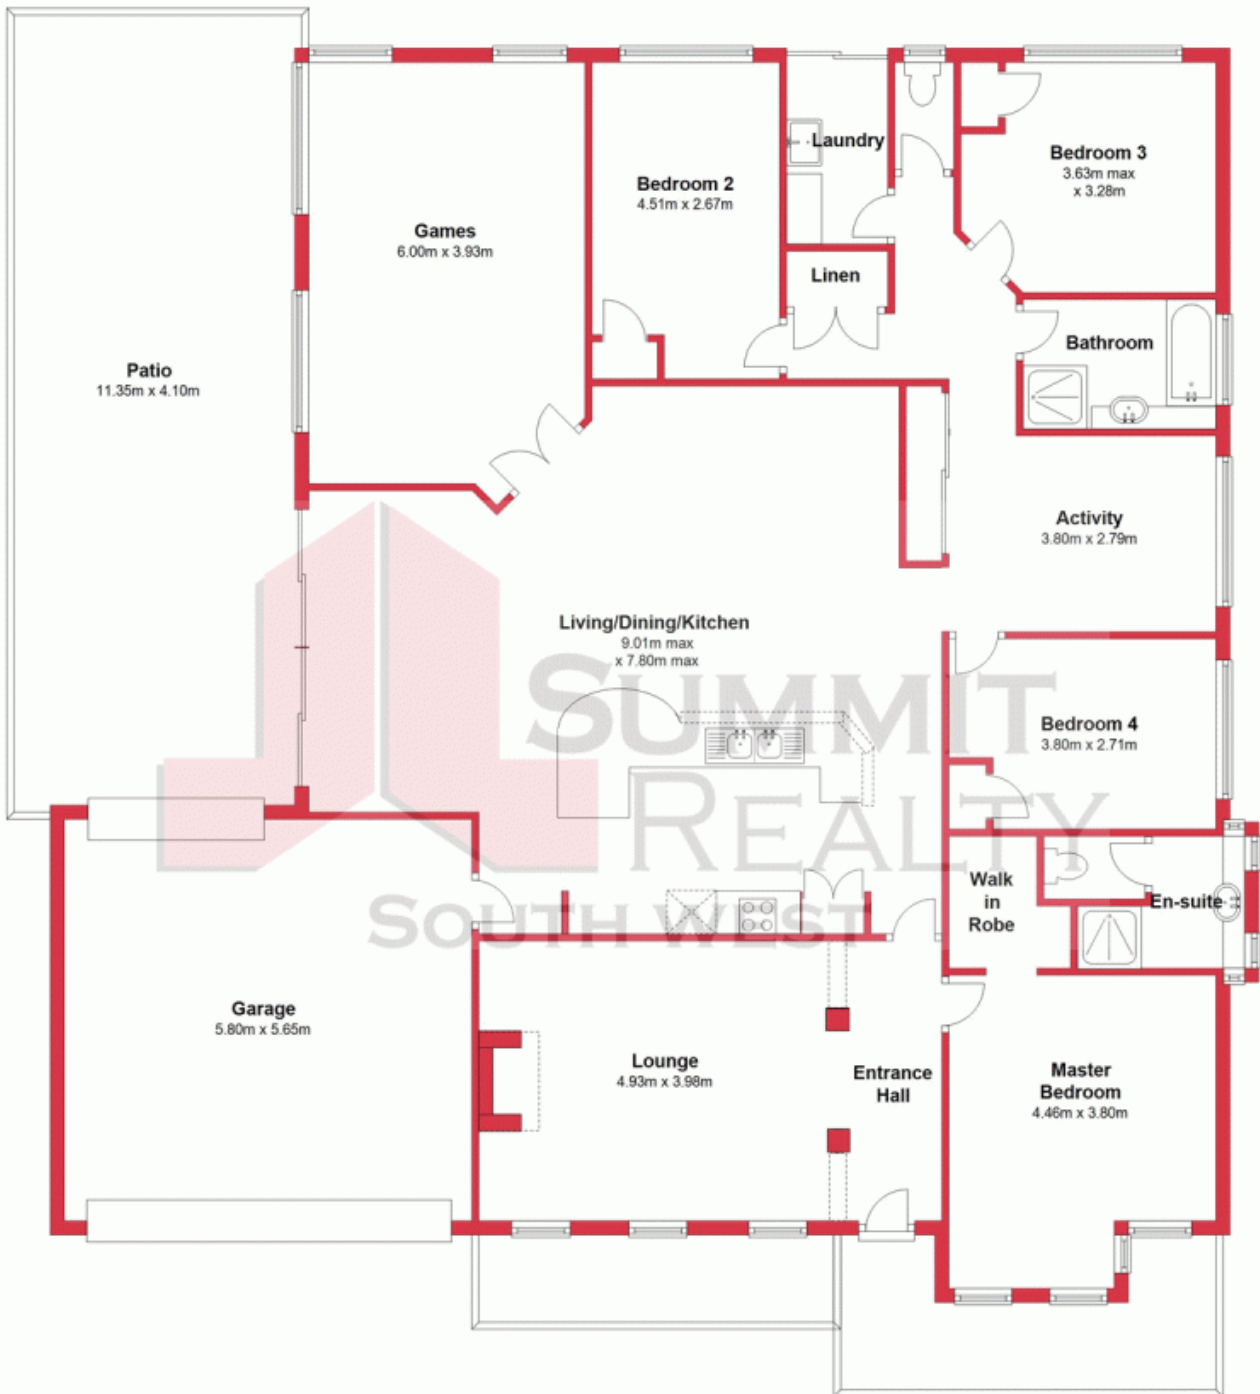 Laundry
Bedroom 3
3.63m max
x 3.28m
Bedroom 2
4.51m x 2.67m
Games
6.00m x 3.93m
Linen
Bathroom
Patio
11.35m x 4.10m
Activity
3.80m x 2.79m
Living/Dining/Kitchen
9.01m max
x 7.80m max
SUMMIT
REALTY
SOUTH WEST
Bedroom 4
3.80m x 2.71m
Walk
in
Robe
En-suite
Garage
5.80m x 5.65m
Lounge
4.93m x 3.98m
Entrance
Hall
Master
Bedroom
4.46m x 3.80m